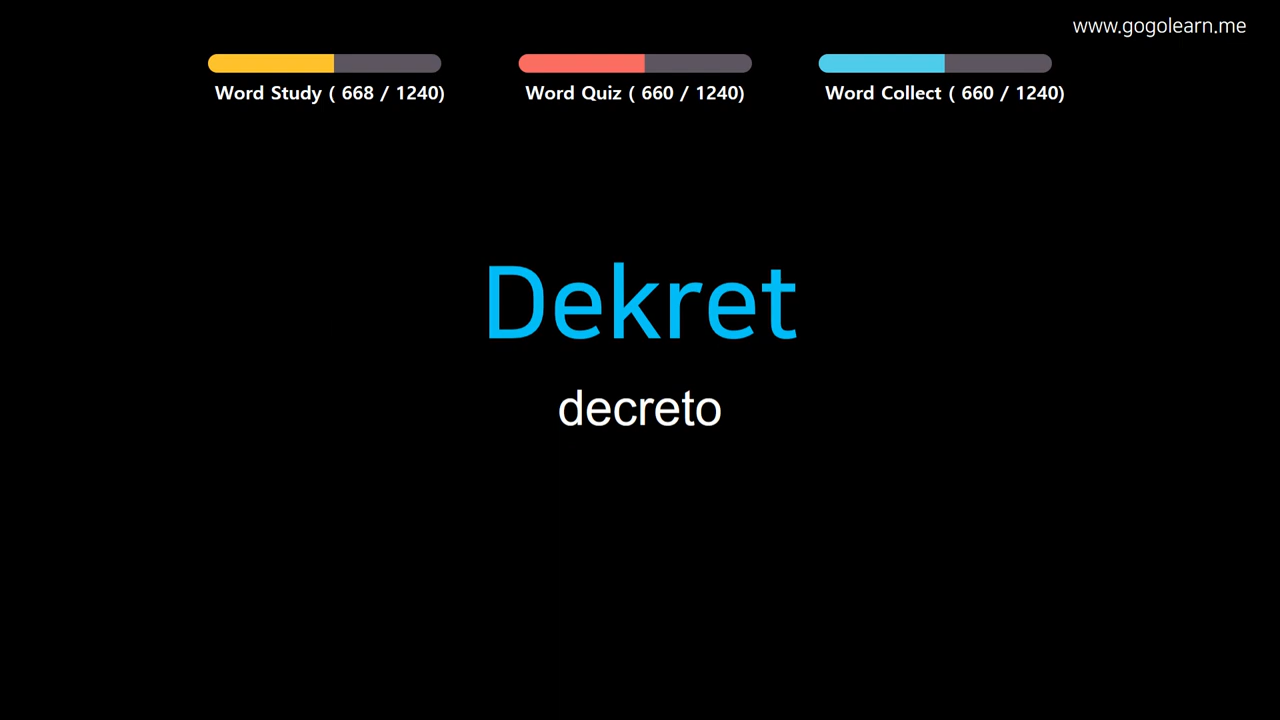 www.gogolearn.me
Word Study ( 668 / 1240)
Word Quiz ( 660 / 1240)
Word Collect ( 660 / 1240)
Dekret
decreto